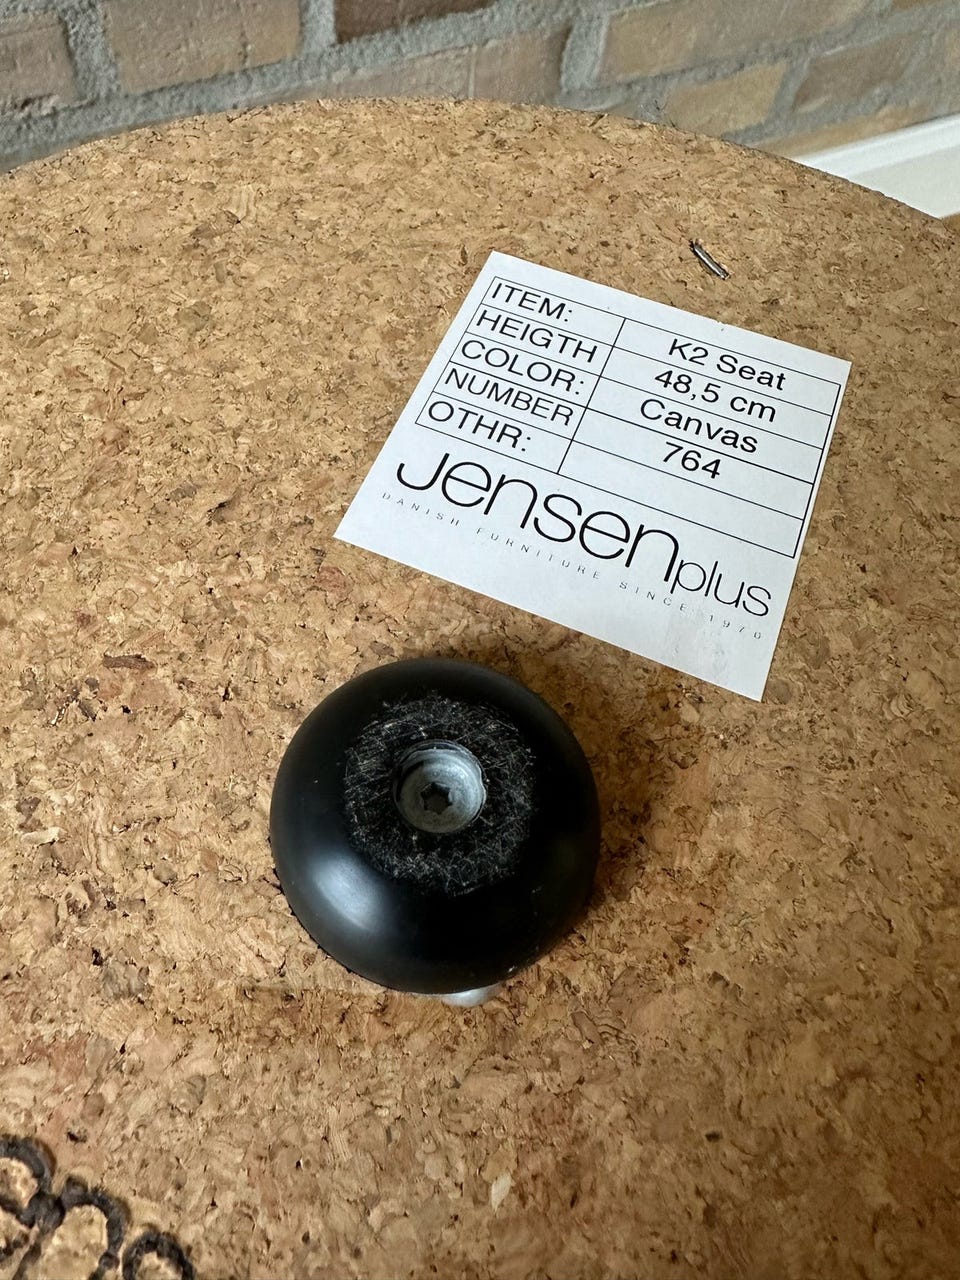 ITEM: K2 Seat
HEIGTH 48,5 cm
COLOR: Canvas
NUMBER 764
OTHR:
Jensenplus
DANISH FURNITURE SINCE 1970